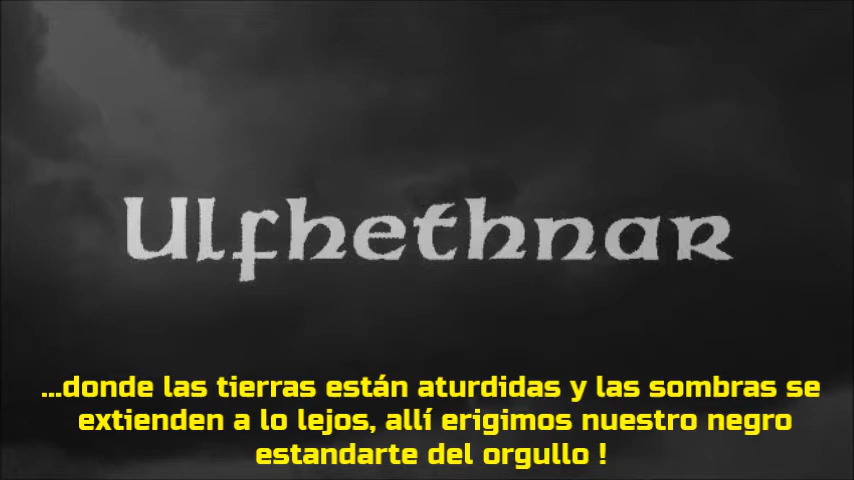 Ulfhethnar
...donde las tierras están aturdidas y las sombras se
extienden a lo lejos, allí erigimos nuestro negro
estandarte del orgullo !